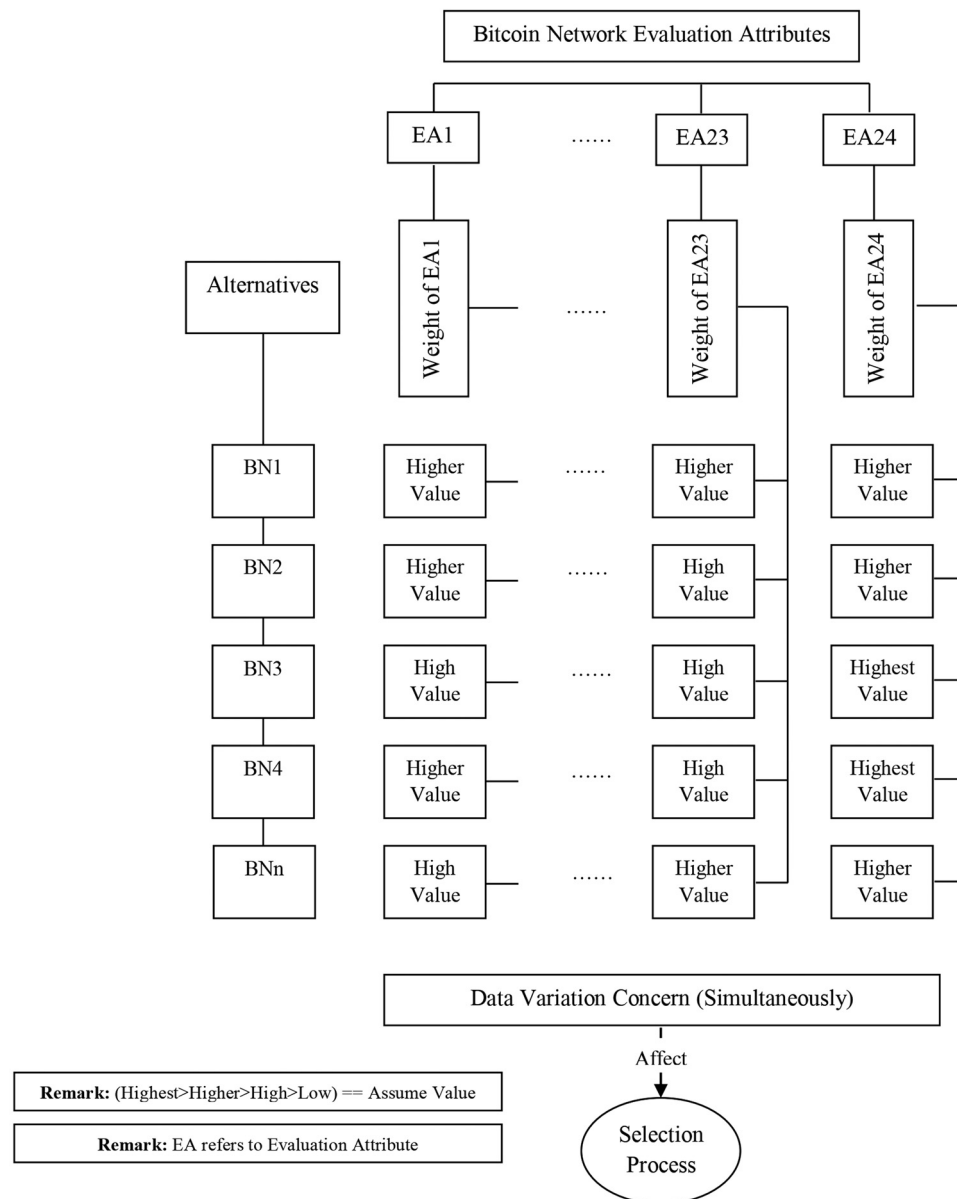 Bitcoin Network Evaluation Attributes
EA1
......
EA23
EA24
Alternatives
Weight of EA1
......
Weight of EA23
Weight of EA24
BN1
Higher
Value
......
Higher
Value
Higher
Value
BN2
Higher
Value
......
High
Value
Higher
Value
BN3
High
Value
......
High
Value
Highest
Value
BN4
Higher
Value
......
High
Value
Highest
Value
BNn
High
Value
......
Higher
Value
Higher
Value
Data Variation Concern (Simultaneously)
Affect
Selection
Process
Remark: (Highest>Higher>High>Low) == Assume Value
Remark: EA refers to Evaluation Attribute